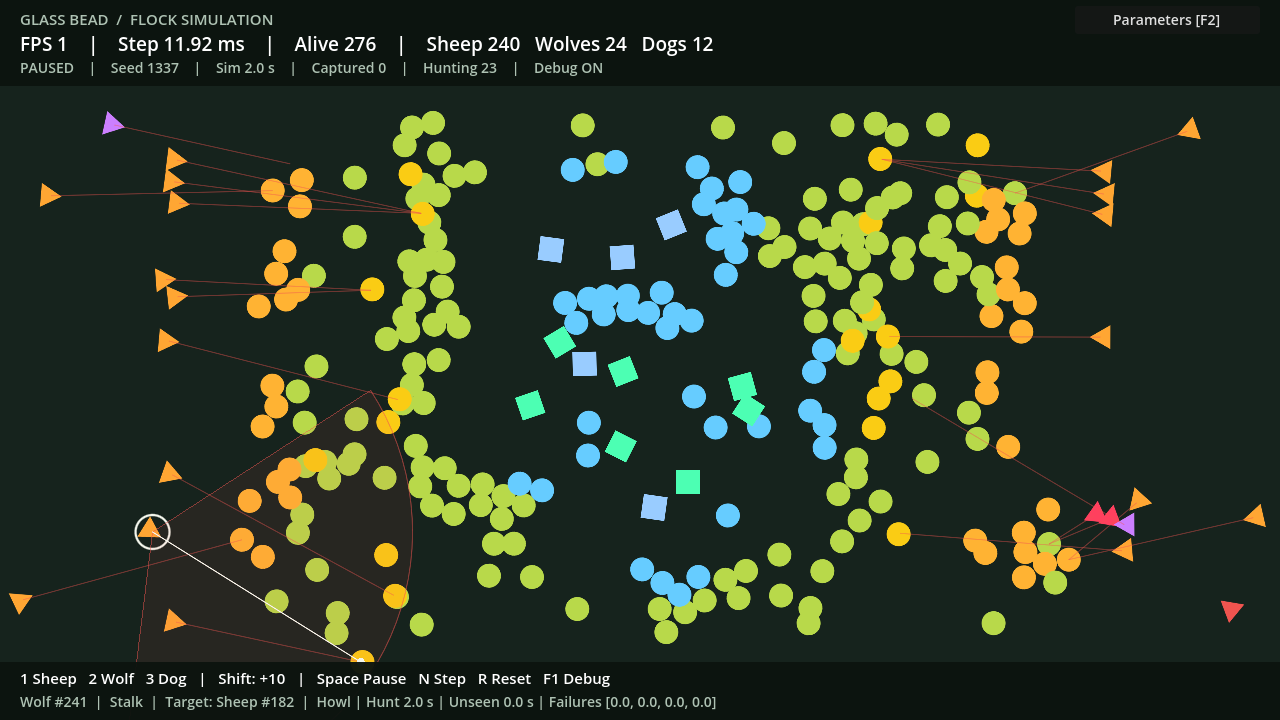 GLASS BEAD / FLOCK SIMULATION
Parameters [F2]
FPS 1 | Step 11.92 ms | Alive 276 | Sheep 240 Wolves 24 Dogs 12
PAUSED | Seed 1337 | Sim 2.0 s | Captured 0 | Hunting 23 | Debug ON
1 Sheep 2 Wolf 3 Dog | Shift: +10 | Space Pause N Step R Reset F1 Debug
Wolf #241 | Stalk | Target: Sheep #182 | Howl | Hunt 2.0 s | Unseen 0.0 s | Failures [0.0, 0.0, 0.0, 0.0]